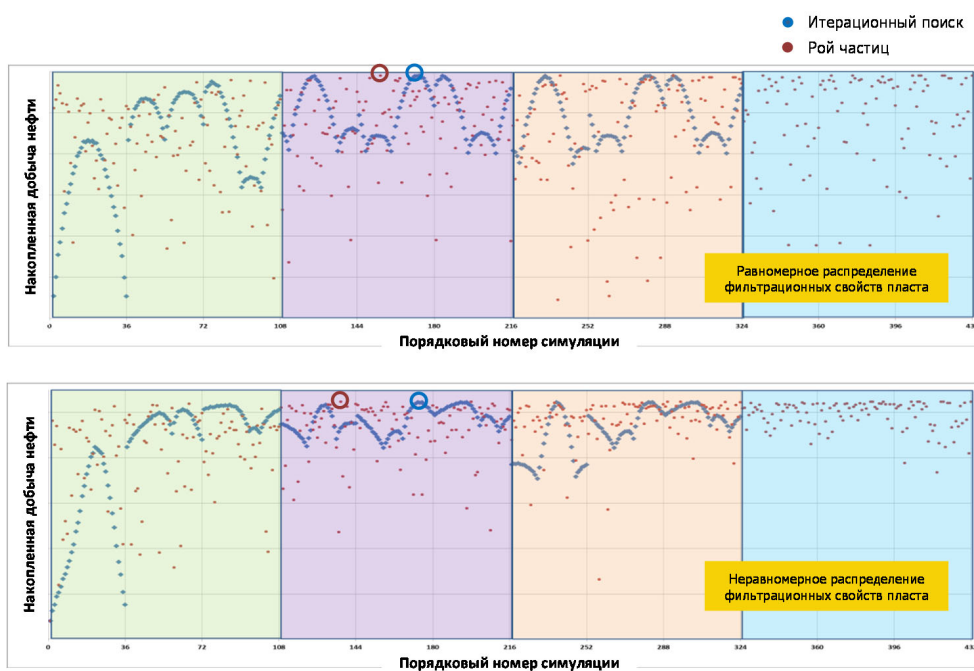 Итерационный поиск
Рой частиц
Накопленная добыча нефти
Равномерное распределение
фильтрационных свойств пласта
0 36 72 108 144 180 216 252 288 324 360 396 43
Порядковый номер симуляции
Накопленная добыча нефти
Неравномерное распределение
фильтрационных свойств пласта
0 36 72 108 144 180 216 252 288 324 360 396 43
Порядковый номер симуляции